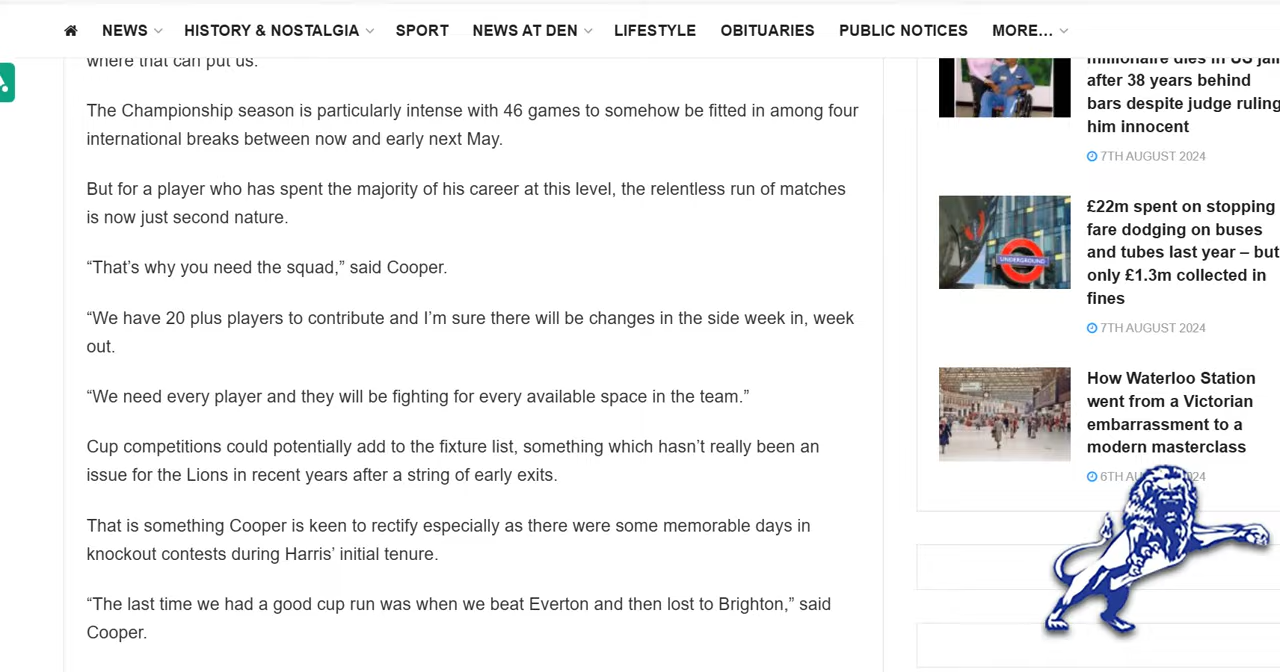 NEWS HISTORY & NOSTALGIA SPORT NEWS AT DEN LIFESTYLE OBITUARIES PUBLIC NOTICES MORE...
where that can put us.
The Championship season is particularly intense with 46 games to somehow be fitted in among four
international breaks between now and early next May.
But for a player who has spent the majority of his career at this level, the relentless run of matches
is now just second nature.
“That’s why you need the squad,” said Cooper.
“We have 20 plus players to contribute and I’m sure there will be changes in the side week in, week
out.
“We need every player and they will be fighting for every available space in the team.”
Cup competitions could potentially add to the fixture list, something which hasn’t really been an
issue for the Lions in recent years after a string of early exits.
That is something Cooper is keen to rectify especially as there were some memorable days in
knockout contests during Harris’ initial tenure.
“The last time we had a good cup run was when we beat Everton and then lost to Brighton,” said
Cooper.
millionaire dies in US jail
after 38 years behind
bars despite judge ruling
him innocent
7TH AUGUST 2024
UNDERGROUND
£22m spent on stopping
fare dodging on buses
and tubes last year – but
only £1.3m collected in
fines
7TH AUGUST 2024
How Waterloo Station
went from a Victorian
embarrassment to a
modern masterclass
6TH